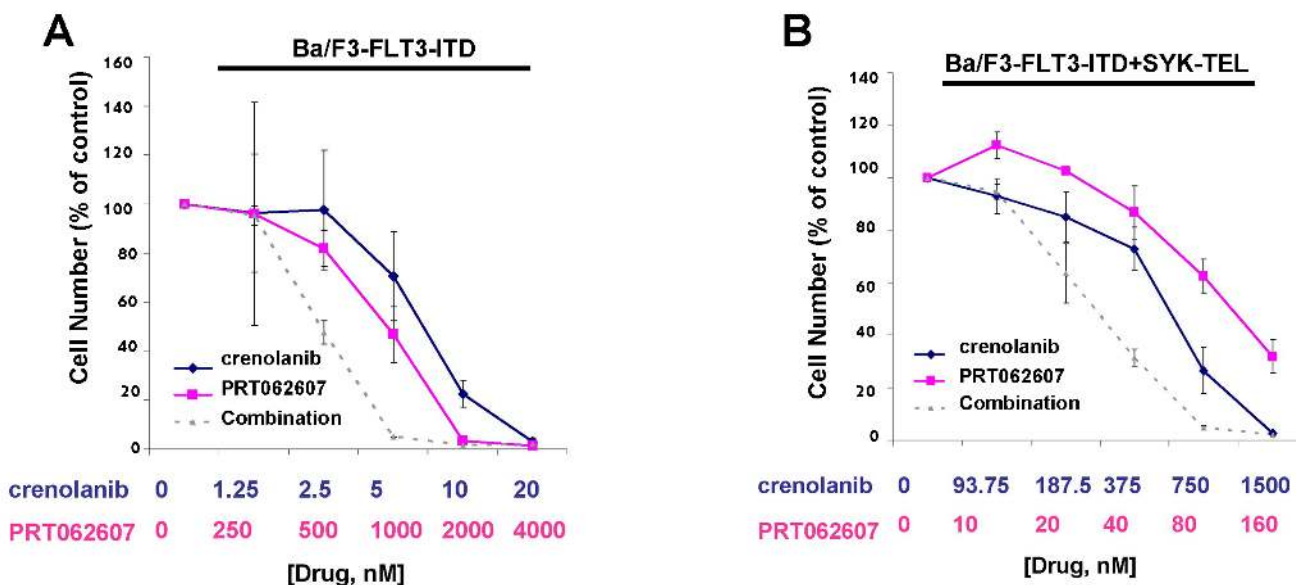 A
Ba/F3-FLT3-ITD
Cell Number (% of control)
160
140
120
100
80
60
40
20
0
crenolanib
PRT062607
Combination
crenolanib 0 1.25 2.5 5 10 20
PRT062607 0 250 500 1000 2000 4000
[Drug, nM]
B
Ba/F3-FLT3-ITD+SYK-TEL
Cell Number (% of control)
140
120
100
80
60
40
20
0
crenolanib
PRT062607
Combination
crenolanib 0 93.75 187.5 375 750 1500
PRT062607 0 10 20 40 80 160
[Drug, nM]